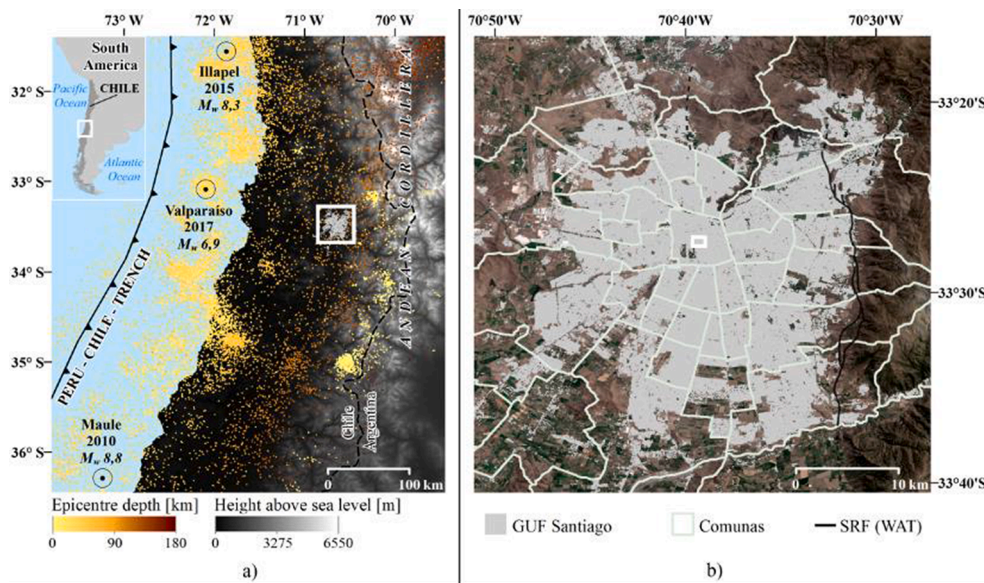 73° W 72° W 71° W 70° W
South
America
Pacific
Ocean
CHILE
Atlantic
Ocean
32° S
33° S
34° S
35° S
36° S
Illapel
2015
Mw 8,3
Valparaíso
2017
Mw 6,9
Maule
2010
Mw 8,8
PERU - CHILE - TRENCH
ANDEAN CORDILLERA
Chile
Argentina
0 100 km
Epicentre depth [km]
0 90 180
Height above sea level [m]
0 3275 6550
a)
70°50' 70°40' 70°30'
33°20'
33°30'
33°40'
0 10 km
GUF Santiago
Comunas
SRF (WAT)
b)